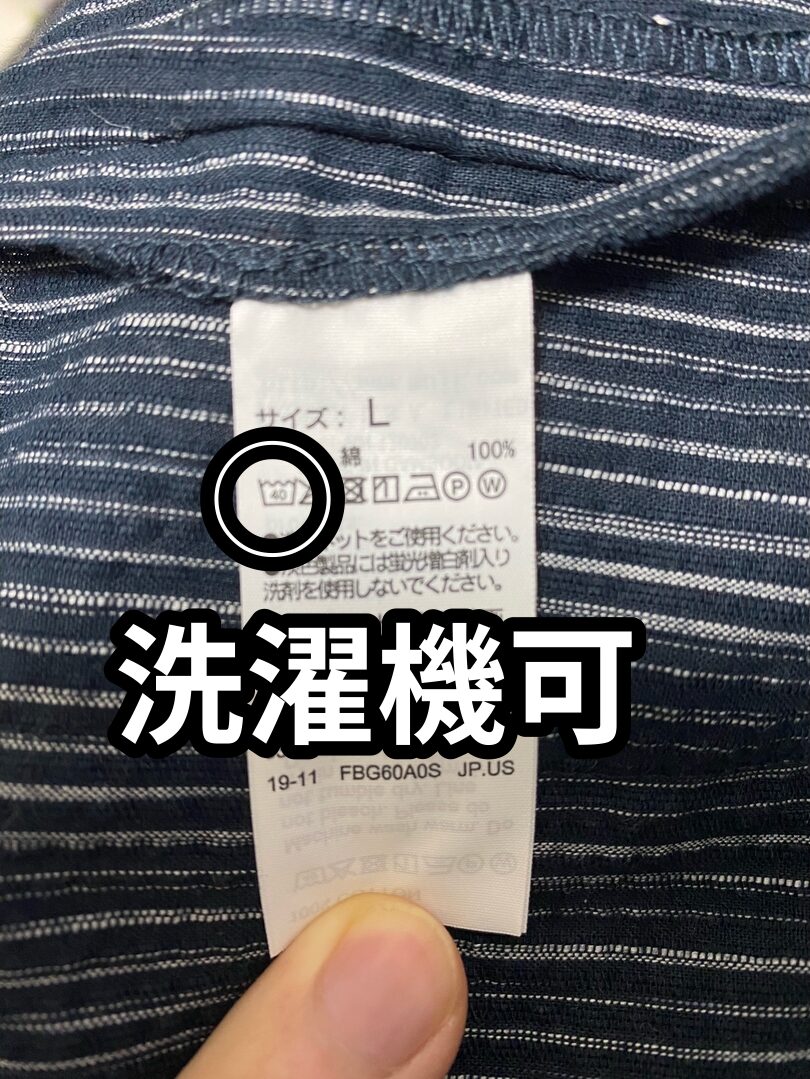 サイズ: L
綿 100%
40 P W
ットをご使用ください。
製品には蛍光増白剤入り
洗剤を使用しないでください。
洗濯機可
19-11 FBG60A0S JP.US